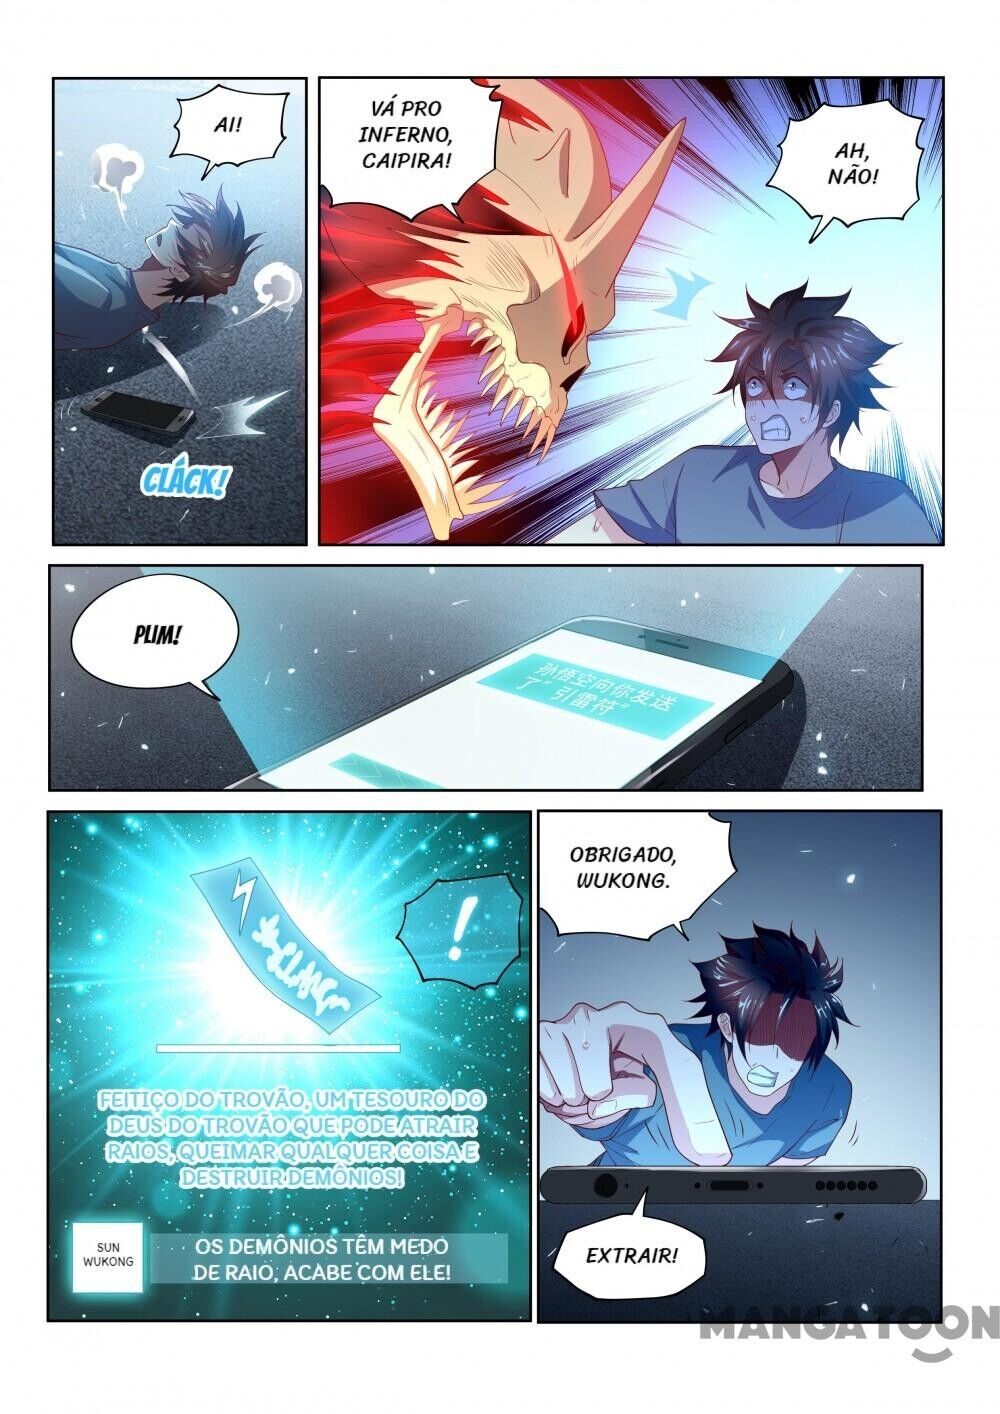 AI!
VÁ PRO
INFERNO,
CAIPIRA!
AH,
NÃO!
CLÁCK!
PLIM!
孙悟空向你发送
了"引雷符"
!
FEITIÇO DO TROVÃO, UM TESOURO DO
DEUS DO TROVÃO QUE PODE ATRAIR
RAIOS, QUEIMAR QUALQUER COISA E
DESTRUIR DEMÔNIOS!
SUN
WUKONG
OS DEMÔNIOS TÊM MEDO
DE RAIO, ACABE COM ELE!
OBRIGADO,
WUKONG.
EXTRAIR!
MANGATOON